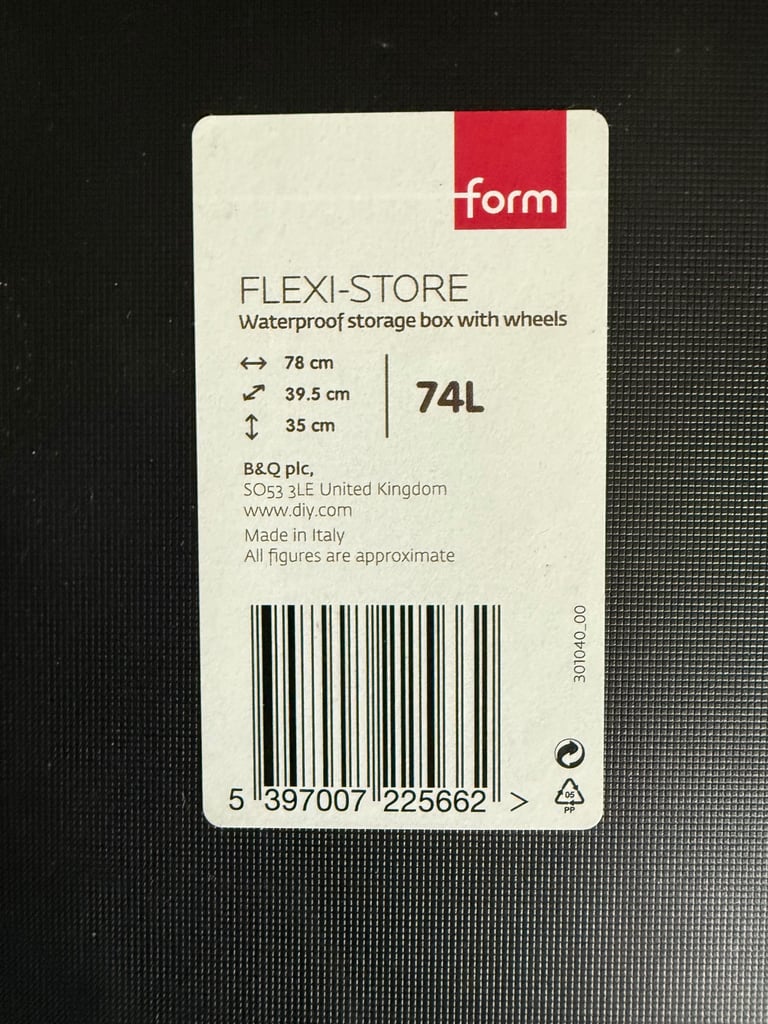 form
FLEXI-STORE
Waterproof storage box with wheels
78 cm
39.5 cm
35 cm
74L
B&Q plc,
SO53 3LE United Kingdom
www.diy.com
Made in Italy
All figures are approximate
301040_00
5 397007 225662 >
05
PP